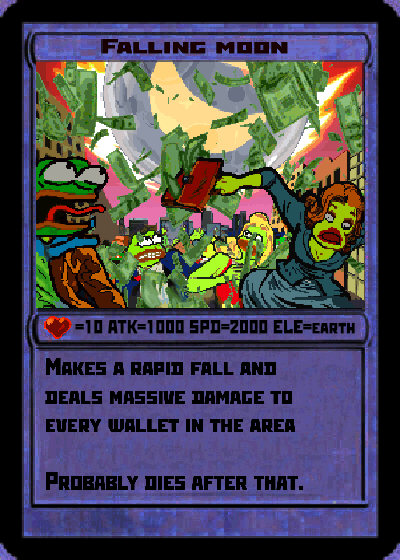 Falling moon
=10 ATK=1000 SPD=2000 ELE=EARTH
Makes a rapid fall and
deals massive damage to
every wallet in the area
Probably dies after that.